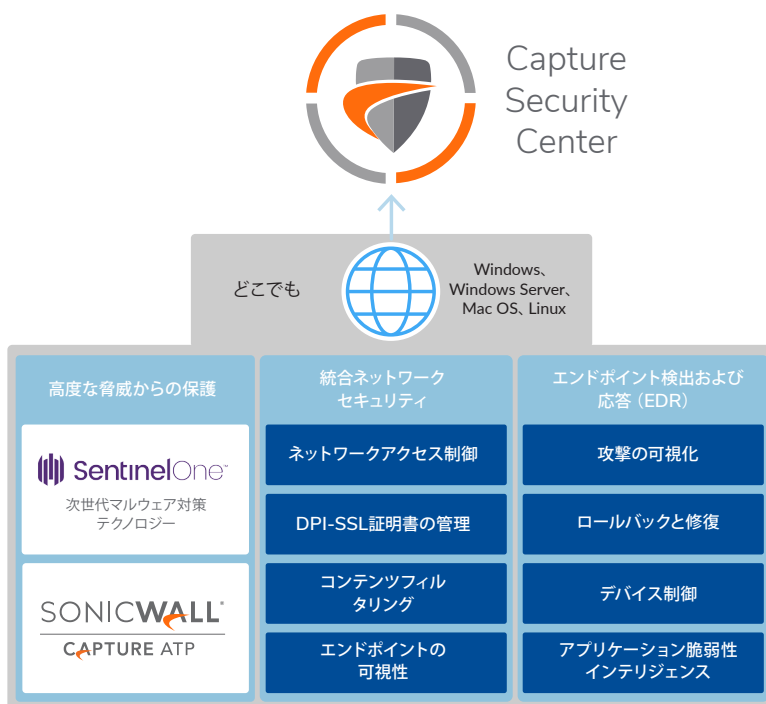 Capture
Security
Center
どこでも
Windows、
Windows Server、
Mac OS、Linux
高度な脅威からの保護
SentinelOne™
次世代マルウェア対策
テクノロジー
SONICWALL®
CAPTURE ATP
統合ネットワーク
セキュリティ
ネットワークアクセス制御
DPI-SSL証明書の管理
コンテンツフィル
タリング
エンドポイントの
可視性
エンドポイント検出および
応答（EDR）
攻撃の可視化
ロールバックと修復
デバイス制御
アプリケーション脆弱性
インテリジェンス